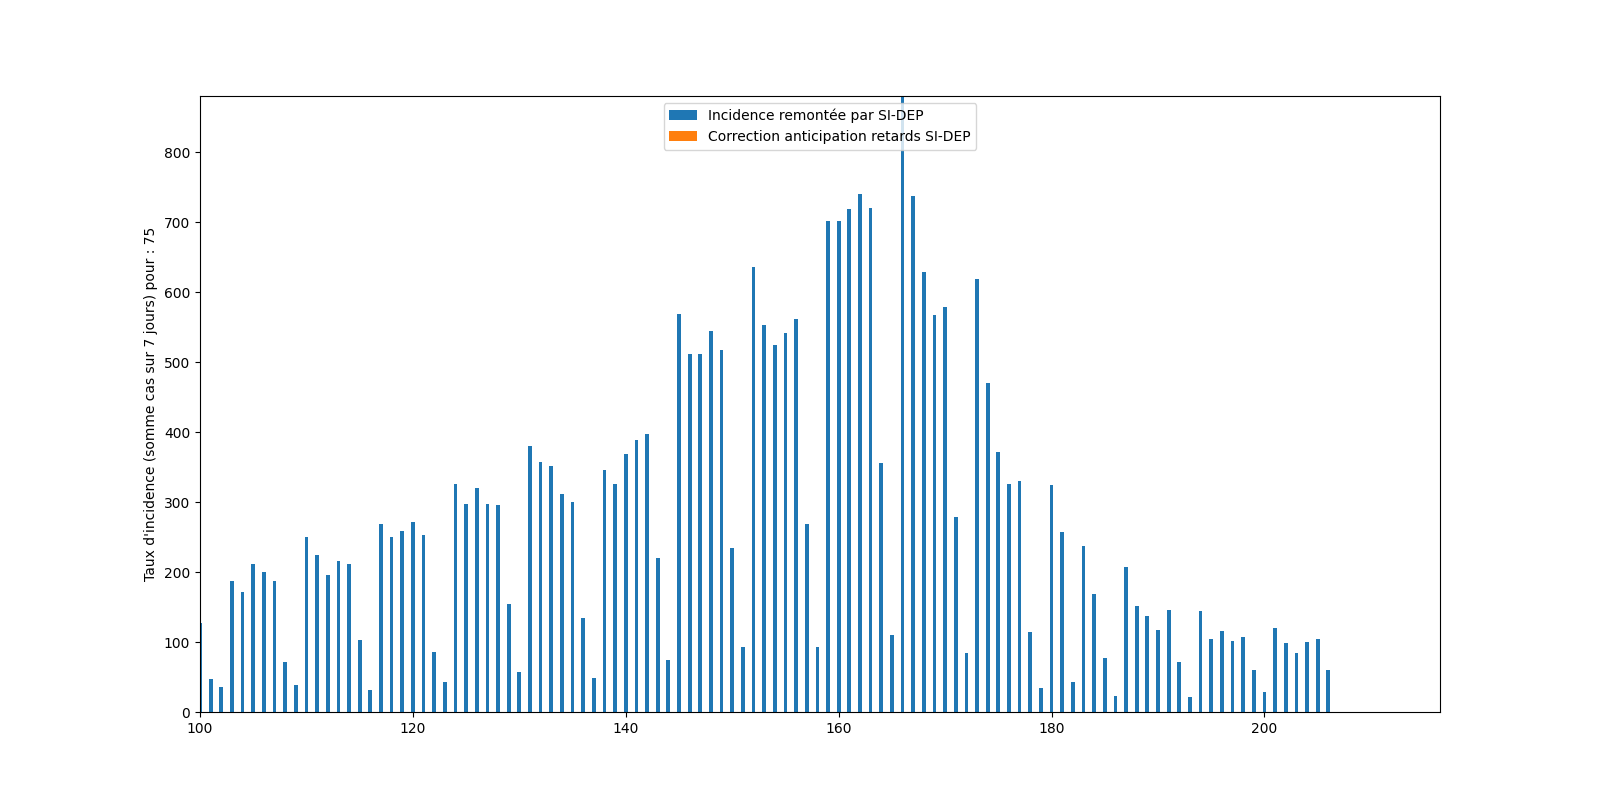 Incidence remontée par SI-DEP
Correction anticipation retards SI-DEP
Taux d'incidence (somme cas sur 7 jours) pour : 75
800
700
600
500
400
300
200
100
0
100 120 140 160 180 200